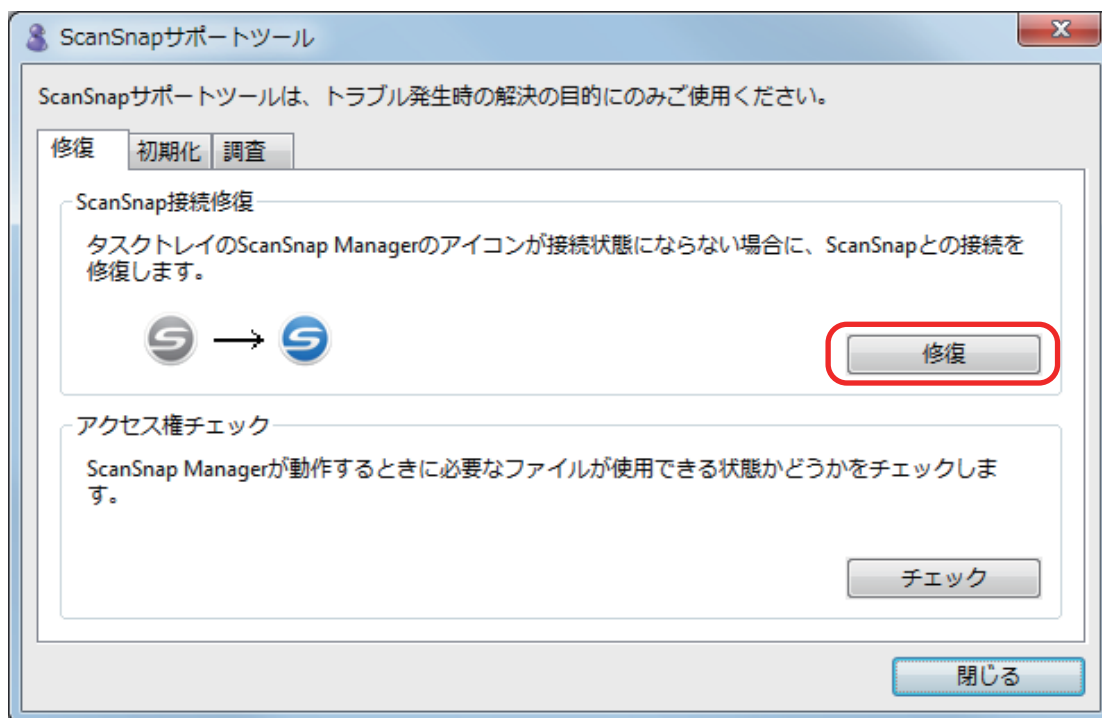 ScanSnapサポートツール
ScanSnapサポートツールは、トラブル発生時の解決の目的にのみご使用ください。
修復 初期化 調査
ScanSnap接続修復
タスクトレイのScanSnap Managerのアイコンが接続状態にならない場合に、ScanSnapとの接続を
修復します。
修復
アクセス権チェック
ScanSnap Managerが動作するときに必要なファイルが使用できる状態かどうかをチェックしま
す。
チェック
閉じる